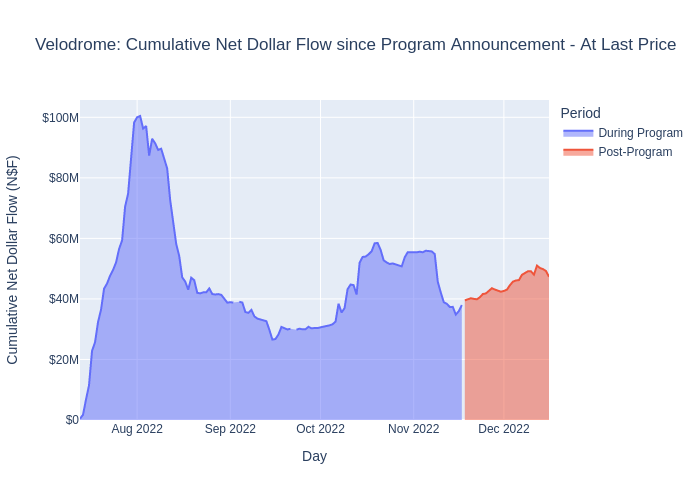 Velodrome: Cumulative Net Dollar Flow since Program Announcement - At Last Price
Cumulative Net Dollar Flow (N$F)
$100M
$80M
$60M
$40M
$20M
$0
Aug 2022
Sep 2022
Oct 2022
Nov 2022
Dec 2022
Day
Period
During Program
Post-Program